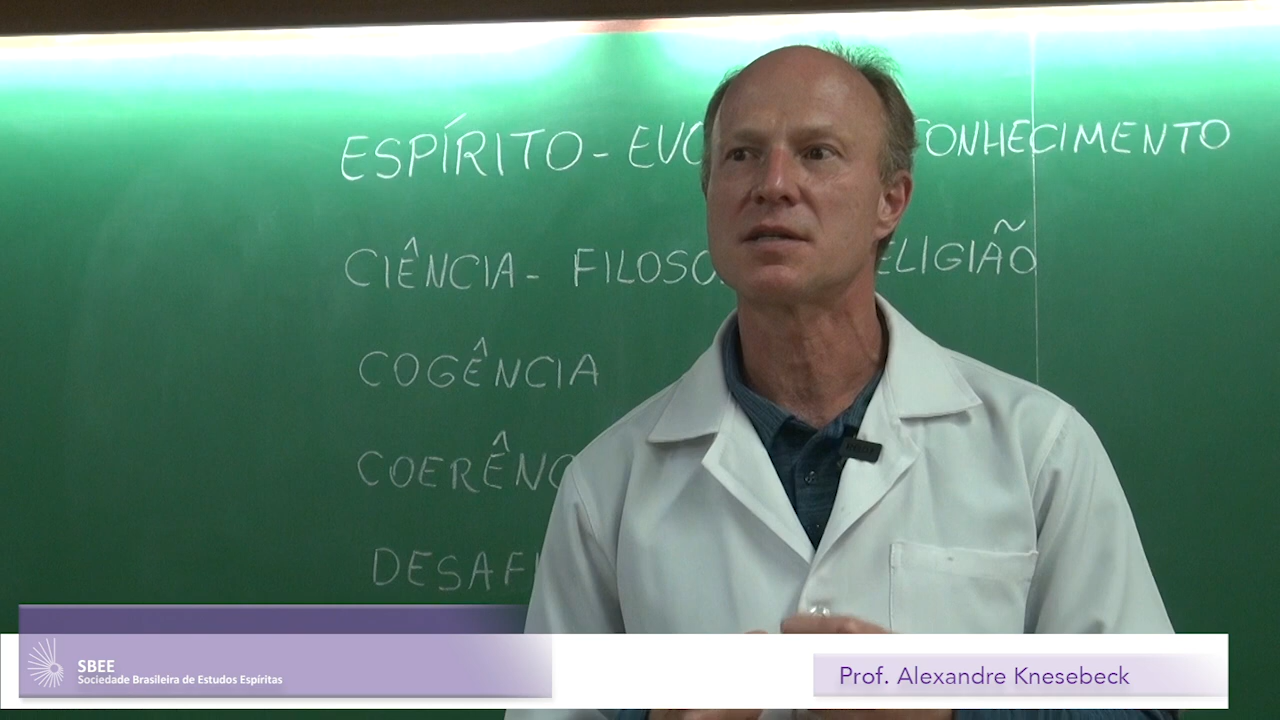 ESPÍRITO - EVO ONHECIMENTO
CIÊNCIA - FILOSO ELIGIÃO
COGÊNCIA
COERÊNC
DESAF
SBEE
Sociedade Brasileira de Estudos Espíritas
Prof. Alexandre Knesebeck